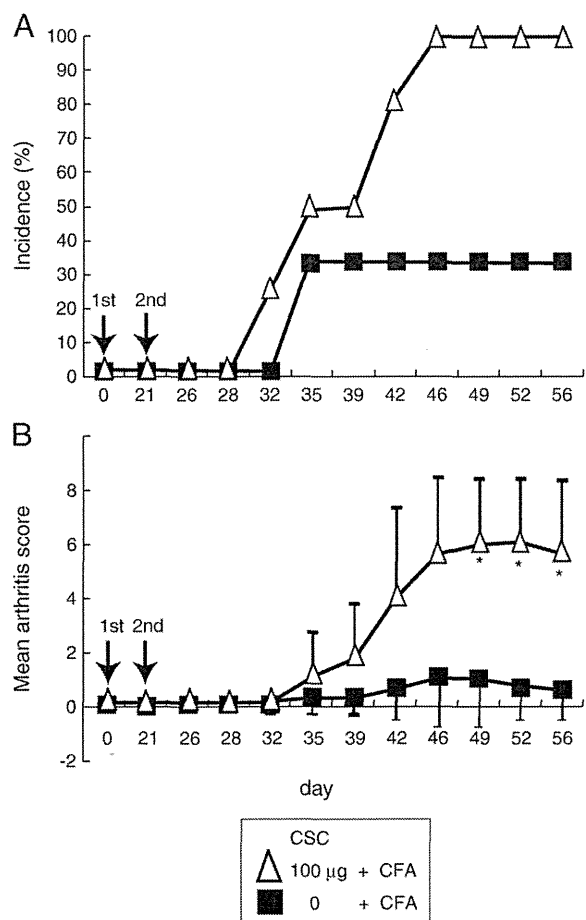 A
100
90
80
70
60
50
40
30
20
10
0
Incidence (%)
1st 2nd
0 21 26 28 32 35 39 42 46 49 52 56
B
8
6
4
2
0
-2
Mean arthritis score
1st 2nd
* * *
0 21 26 28 32 35 39 42 46 49 52 56
day
CSC
100 µg + CFA
0 + CFA